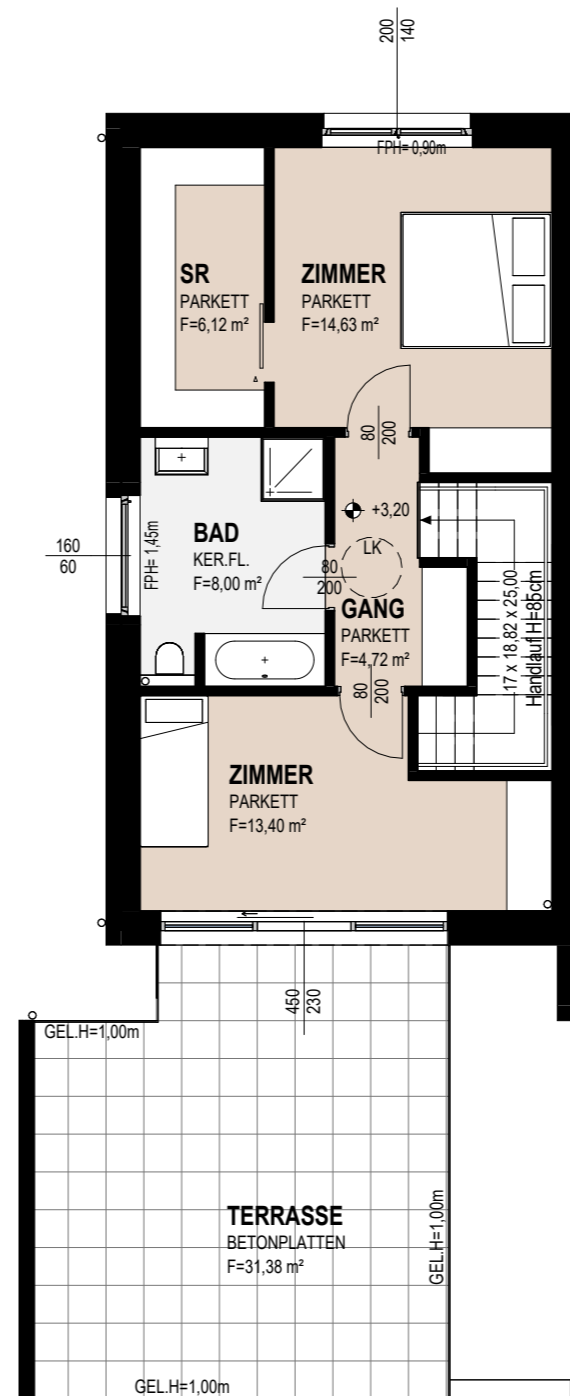 200
140
FPH= 0,90m
SR
PARKETT
F=6,12 m²
ZIMMER
PARKETT
F=14,63 m²
80
200
+3,20
LK
160
60
FPH= 1,45m
BAD
KER.FL.
F=8,00 m²
80
200
GANG
PARKETT
F=4,72 m²
17 x 18,82 x 25,00
Handlauf H=85cm
80
200
ZIMMER
PARKETT
F=13,40 m²
450
230
GEL.H=1,00m
TERRASSE
BETONPLATTEN
F=31,38 m²
GEL.H=1,00m
GEL.H=1,00m